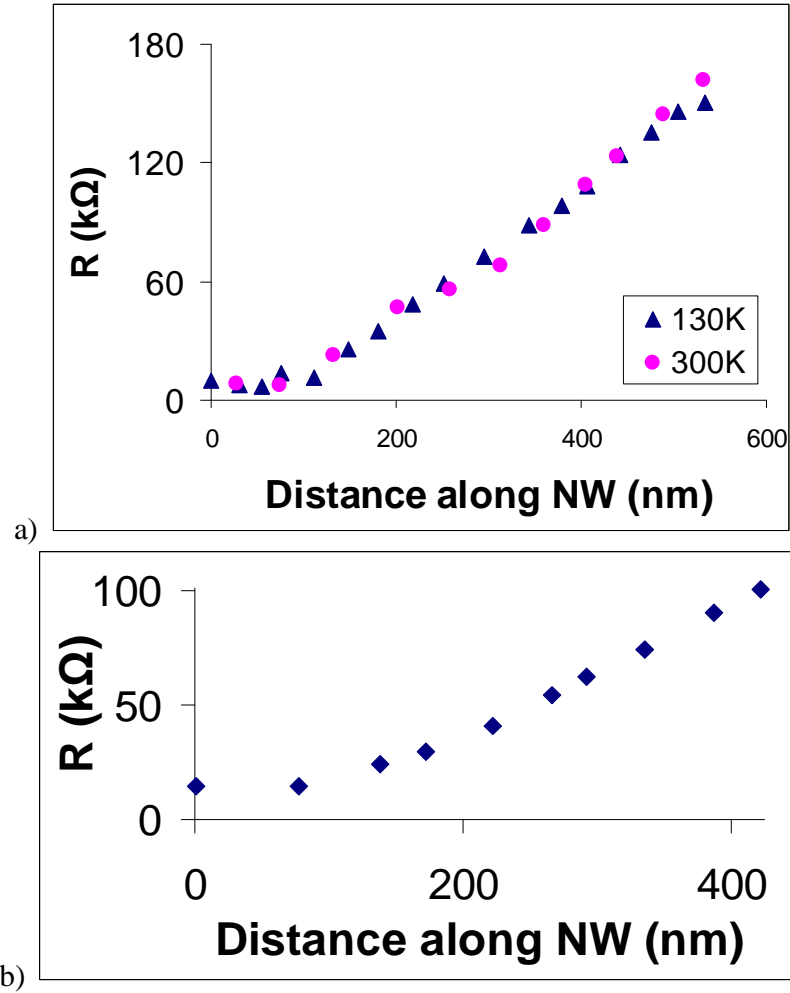 180
120
60
0
R (kΩ)
130K
300K
0 200 400 600
Distance along NW (nm)
a)
100
50
0
R (kΩ)
0 200 400
Distance along NW (nm)
b)